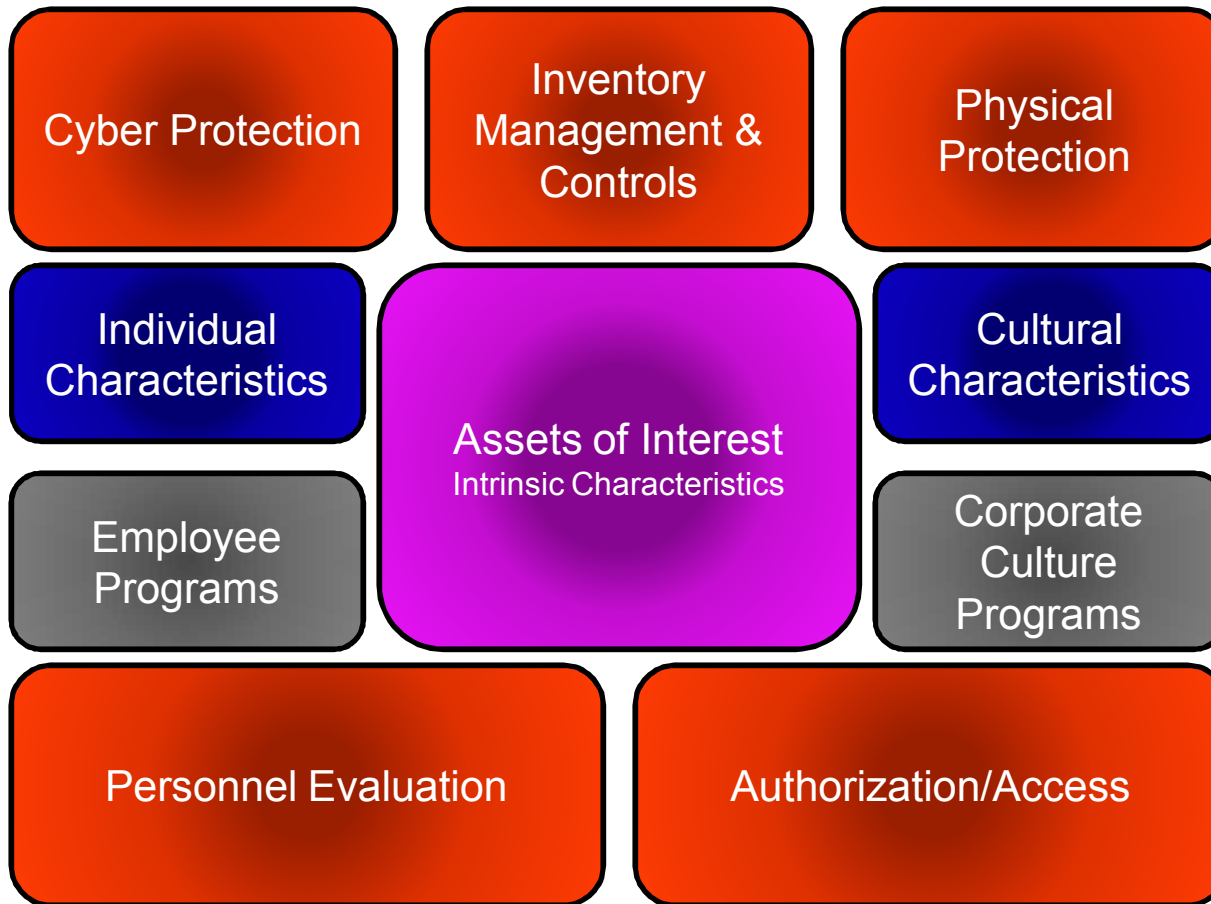 Cyber Protection
Inventory
Management &
Controls
Physical
Protection
Individual
Characteristics
Assets of Interest
Intrinsic Characteristics
Cultural
Characteristics
Employee
Programs
Corporate
Culture
Programs
Personnel Evaluation
Authorization/Access